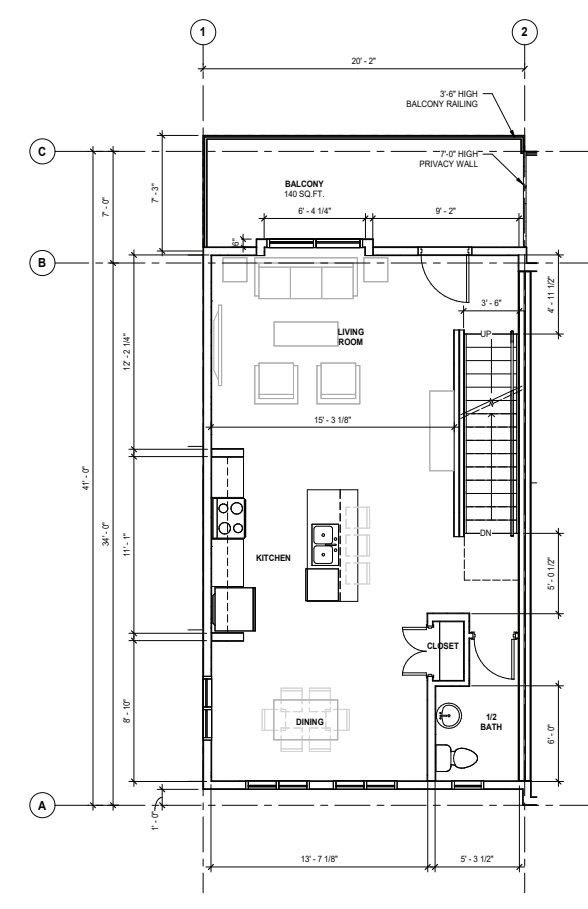 1
2
20' - 2"
3'-6" HIGH
BALCONY RAILING
C
7'-0" HIGH
PRIVACY WALL
BALCONY
140 SQ.FT.
7' - 0"
7' - 3"
6' - 4 1/4"
9' - 2"
6"
B
3' - 6"
4' - 11 1/2"
UP
LIVING
ROOM
12' - 2 1/4"
15' - 3 1/8"
41' - 0"
34' - 0"
11' - 1"
KITCHEN
DN
5' - 0 1/2"
CLOSET
8' - 10"
DINING
1/2
BATH
6' - 0"
A
1' - 0"
13' - 7 1/8"
5' - 3 1/2"